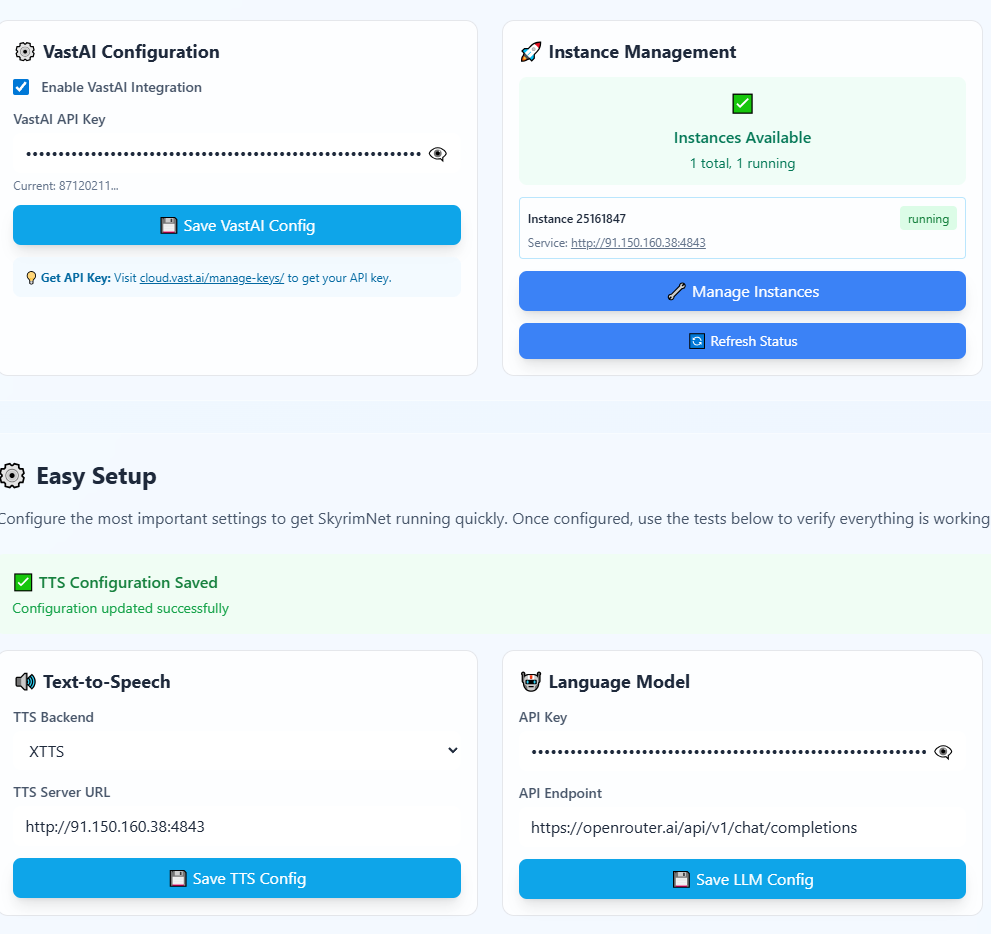 VastAI Configuration
Enable VastAI Integration
VastAI API Key
••••••••••••••••••••••••••••••••••••••••••••••••••••••••••••••••
Current: 87120211...
Save VastAI Config
Get API Key: Visit cloud.vast.ai/manage-keys/ to get your API key.
Instance Management
Instances Available
1 total, 1 running
Instance 25161847
running
Service: http://91.150.160.38:4843
Manage Instances
Refresh Status
Easy Setup
Configure the most important settings to get SkyrimNet running quickly. Once configured, use the tests below to verify everything is working
TTS Configuration Saved
Configuration updated successfully
Text-to-Speech
TTS Backend
XTTS
TTS Server URL
http://91.150.160.38:4843
Save TTS Config
Language Model
API Key
••••••••••••••••••••••••••••••••••••••••••••••••••••••••••••••••
API Endpoint
https://openrouter.ai/api/v1/chat/completions
Save LLM Config